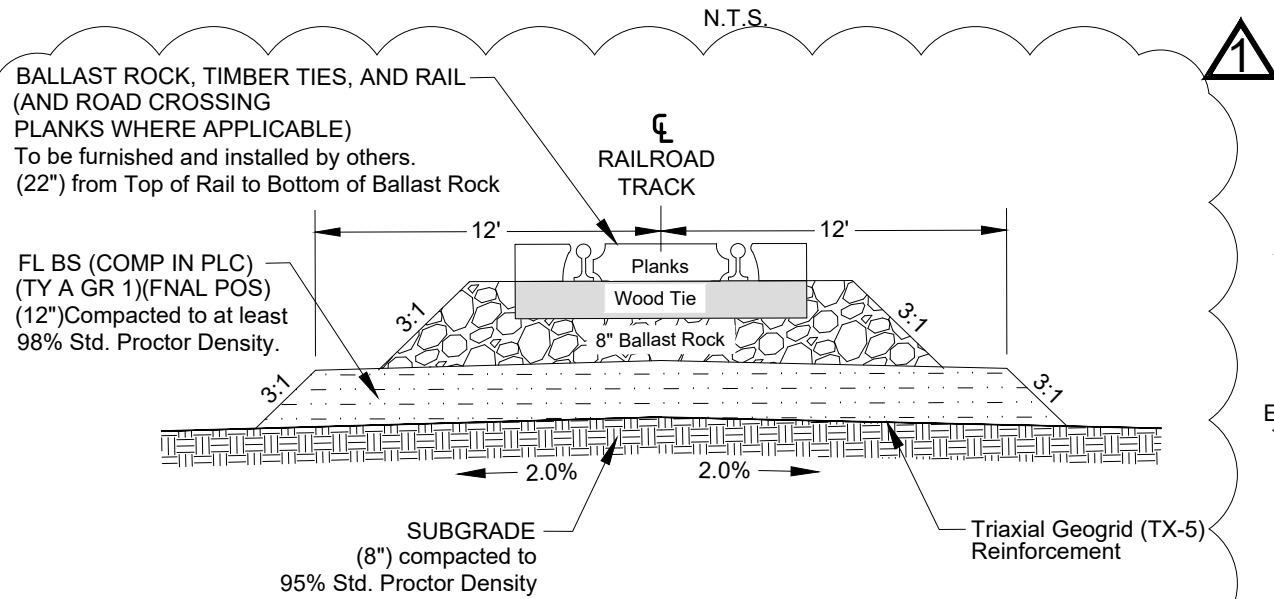 N.T.S.
1
BALLAST ROCK, TIMBER TIES, AND RAIL
(AND ROAD CROSSING
PLANKS WHERE APPLICABLE)
To be furnished and installed by others.
(22") from Top of Rail to Bottom of Ballast Rock
℄
RAILROAD
TRACK
12'
12'
FL BS (COMP IN PLC)
(TY A GR 1)(FNAL POS)
(12")Compacted to at least
98% Std. Proctor Density.
Planks
Wood Tie
8" Ballast Rock
3:1
3:1
3:1
3:1
E
2.0%
2.0%
SUBGRADE
(8") compacted to
95% Std. Proctor Density
Triaxial Geogrid (TX-5)
Reinforcement